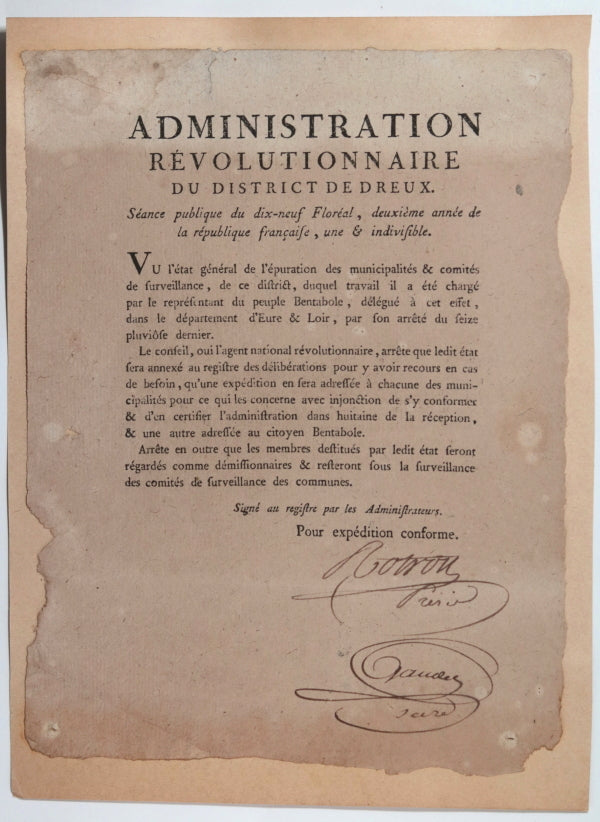 ADMINISTRATION
RÉVOLUTIONNAIRE
DU DISTRICT DE DREUX.
Séance publique du dix-neuf Floréal, deuxième année de
la république françaiſe, une & indiviſible.
VU l'état général de l'épuration des municipalités & comités
de ſurveillance, de ce diſtrict, duquel travail il a été chargé
par le repréſentant du peuple Bentabole, délégué à cet effet,
dans le département d'Eure & Loir, par ſon arrêté du ſeize
pluviôſe dernier.
Le conſeil, oui l'agent national révolutionnaire, arrête que ledit état
ſera annexé au regiſtre des délibérations pour y avoir recours en cas
de beſoin, qu'une expédition en ſera adreſſée à chacune des muni-
cipalités pour ce qui les concerne avec injonction de s'y conformer
& d'en certifier l'adminiſtration dans huitaine de la réception,
& une autre adreſſée au citoyen Bentabole.
Arrête en outre que les membres deſtitués par ledit état ſeront
régardés comme démiſſionnaires & reſteront ſous la ſurveillance
des comités de ſurveillance des communes.
Signé au regiſtre par les Adminiſtrateurs.
Pour expédition conforme.
Rotrou